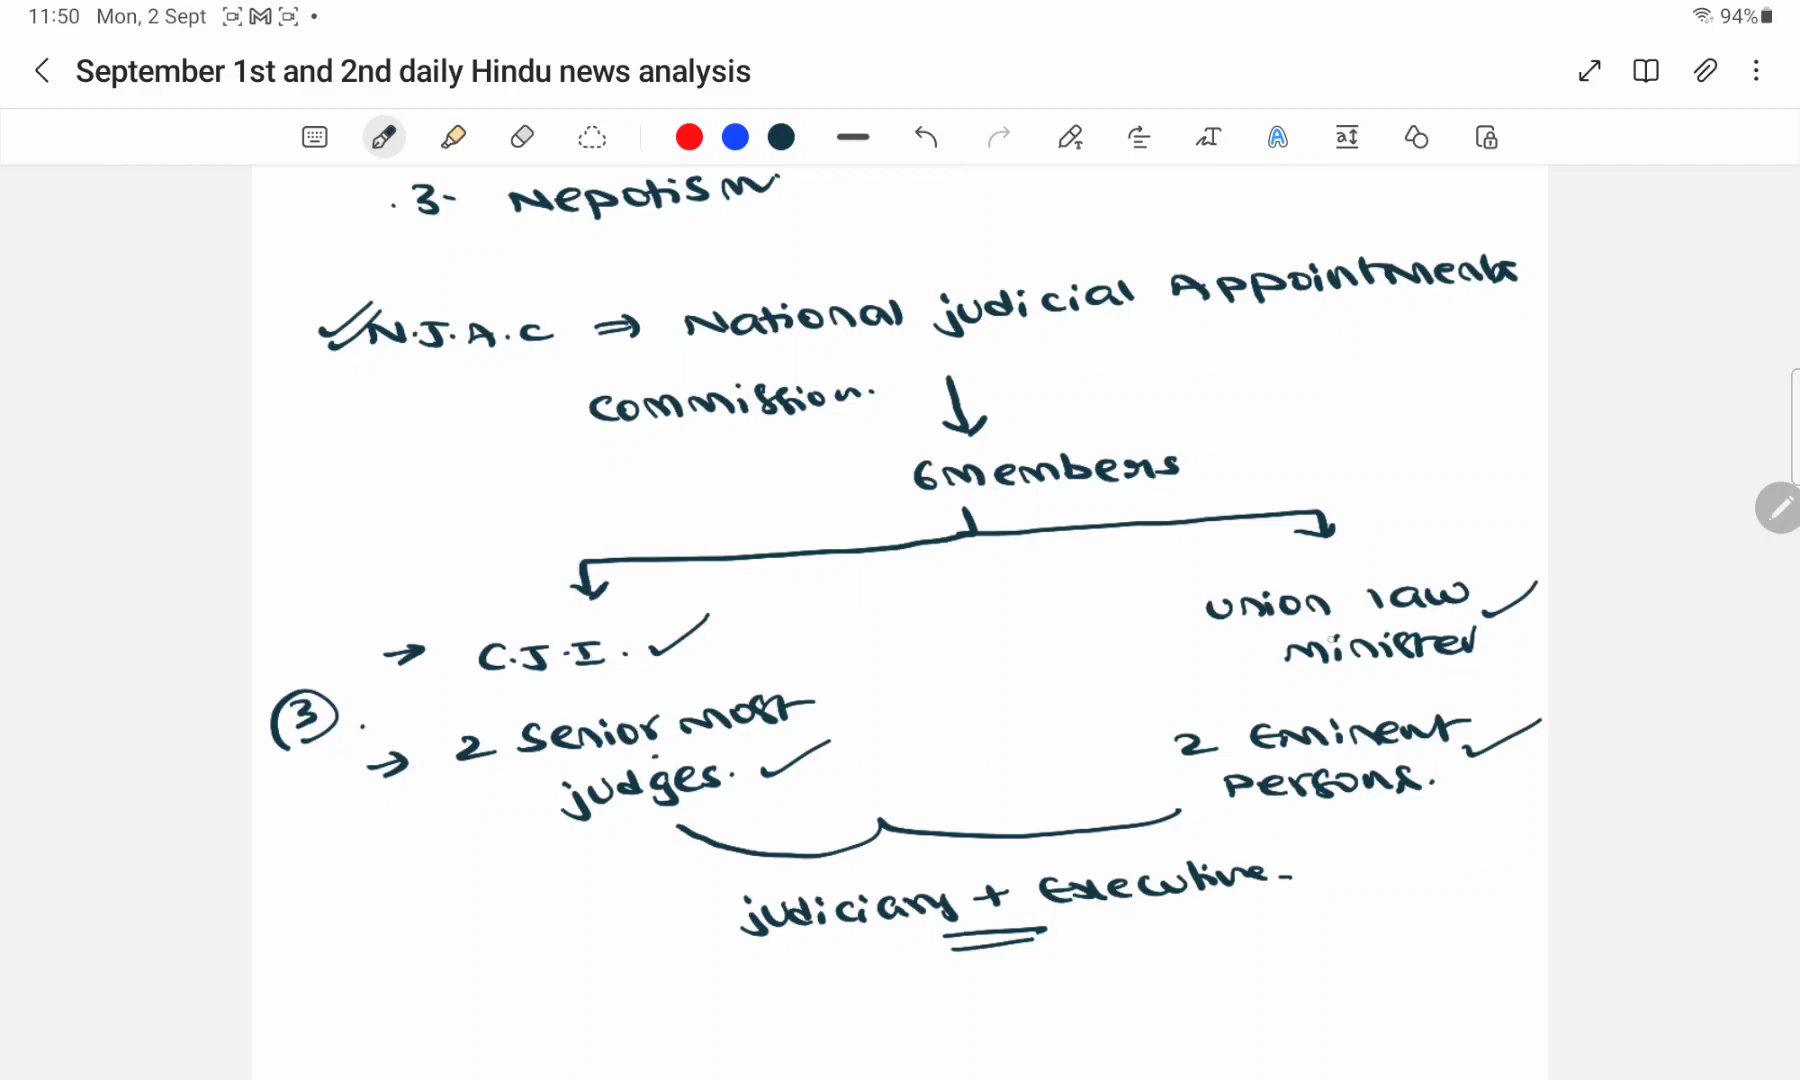 11:50 Mon, 2 Sept 94%
September 1st and 2nd daily Hindu news analysis
3- Nepotism
N.J.A.C ⇒ National judicial Appointments
commission.
6 members
→ C.J.I.
union law
minister
3
→ 2 senior most
judges.
2 Eminent
persons.
judiciary + Executive-